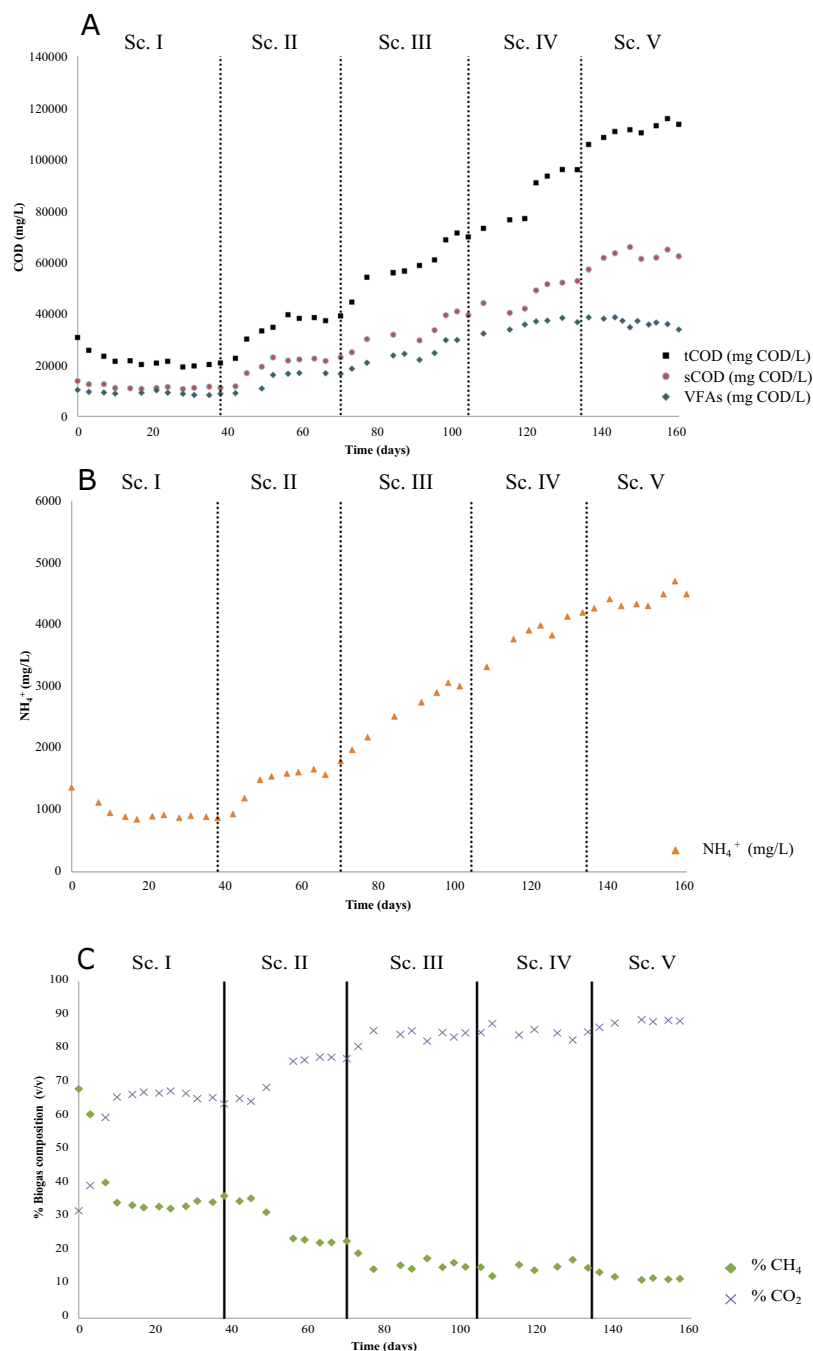 A
Sc. I Sc. II Sc. III Sc. IV Sc. V
140000
120000
100000
80000
60000
40000
20000
0
COD (mg/L)
tCOD (mg COD/L)
sCOD (mg COD/L)
VFAs (mg COD/L)
0 20 40 60 80 100 120 140 160
Time (days)
B
Sc. I Sc. II Sc. III Sc. IV Sc. V
6000
5000
4000
3000
2000
1000
0
NH₄⁺ (mg/L)
NH₄⁺ (mg/L)
0 20 40 60 80 100 120 140 160
Time (days)
C
Sc. I Sc. II Sc. III Sc. IV Sc. V
100
90
80
70
60
50
40
30
20
10
0
% Biogas composition (v/v)
% CH₄
% CO₂
0 20 40 60 80 100 120 140 160
Time (days)